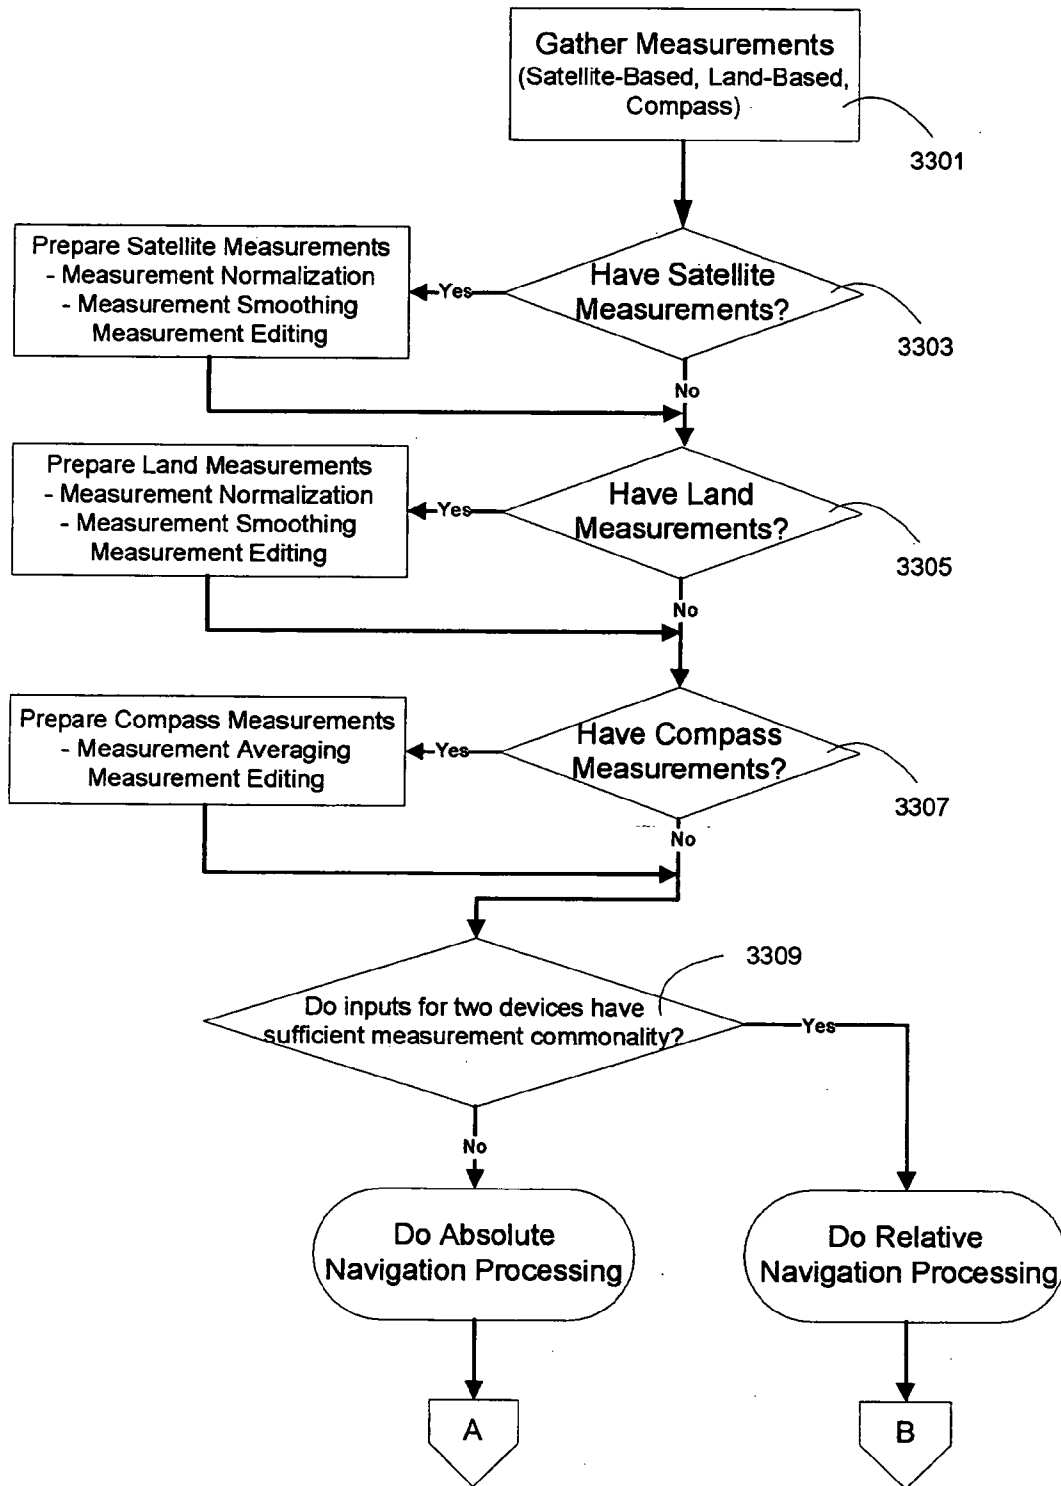 Gather Measurements
(Satellite-Based, Land-Based,
Compass)
3301
Prepare Satellite Measurements
- Measurement Normalization
- Measurement Smoothing
Measurement Editing
Yes
Have Satellite
Measurements?
3303
No
Prepare Land Measurements
- Measurement Normalization
- Measurement Smoothing
Measurement Editing
Yes
Have Land
Measurements?
3305
No
Prepare Compass Measurements
- Measurement Averaging
Measurement Editing
Yes
Have Compass
Measurements?
3307
No
3309
Do inputs for two devices have
sufficient measurement commonality?
Yes
No
Do Absolute
Navigation Processing
Do Relative
Navigation Processing
A
B